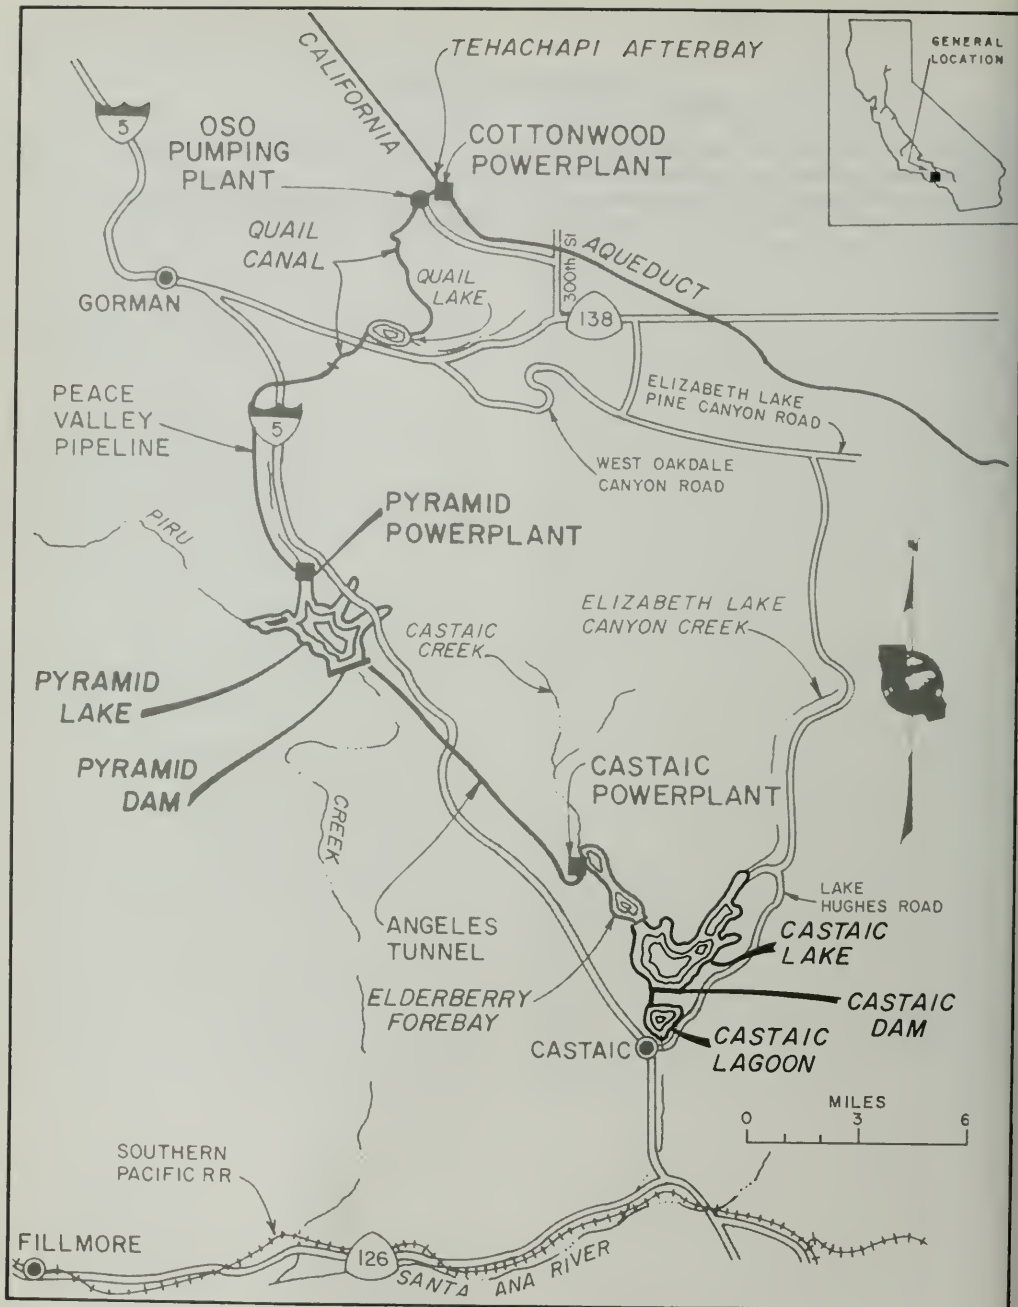 TEHACHAPI AFTERBAY
CALIFORNIA
GENERAL
LOCATION
5
OSO
PUMPING
PLANT
COTTONWOOD
POWERPLANT
QUAIL
CANAL
QUAIL
LAKE
300th St
AQUEDUCT
GORMAN
138
PEACE
VALLEY
PIPELINE
5
ELIZABETH LAKE
PINE CANYON ROAD
WEST OAKDALE
CANYON ROAD
PYRAMID
POWERPLANT
PIRU
ELIZABETH LAKE
CANYON CREEK
CASTAIC
CREEK
PYRAMID
LAKE
PYRAMID
DAM
CREEK
CASTAIC
POWERPLANT
LAKE
HUGHES ROAD
ANGELES
TUNNEL
CASTAIC
LAKE
ELDERBERRY
FOREBAY
CASTAIC
DAM
CASTAIC
CASTAIC
LAGOON
MILES
0 3 6
SOUTHERN
PACIFIC RR
FILLMORE
126
SANTA ANA RIVER